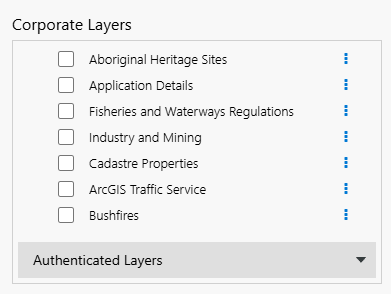 Corporate Layers
Aboriginal Heritage Sites
Application Details
Fisheries and Waterways Regulations
Industry and Mining
Cadastre Properties
ArcGIS Traffic Service
Bushfires
Authenticated Layers